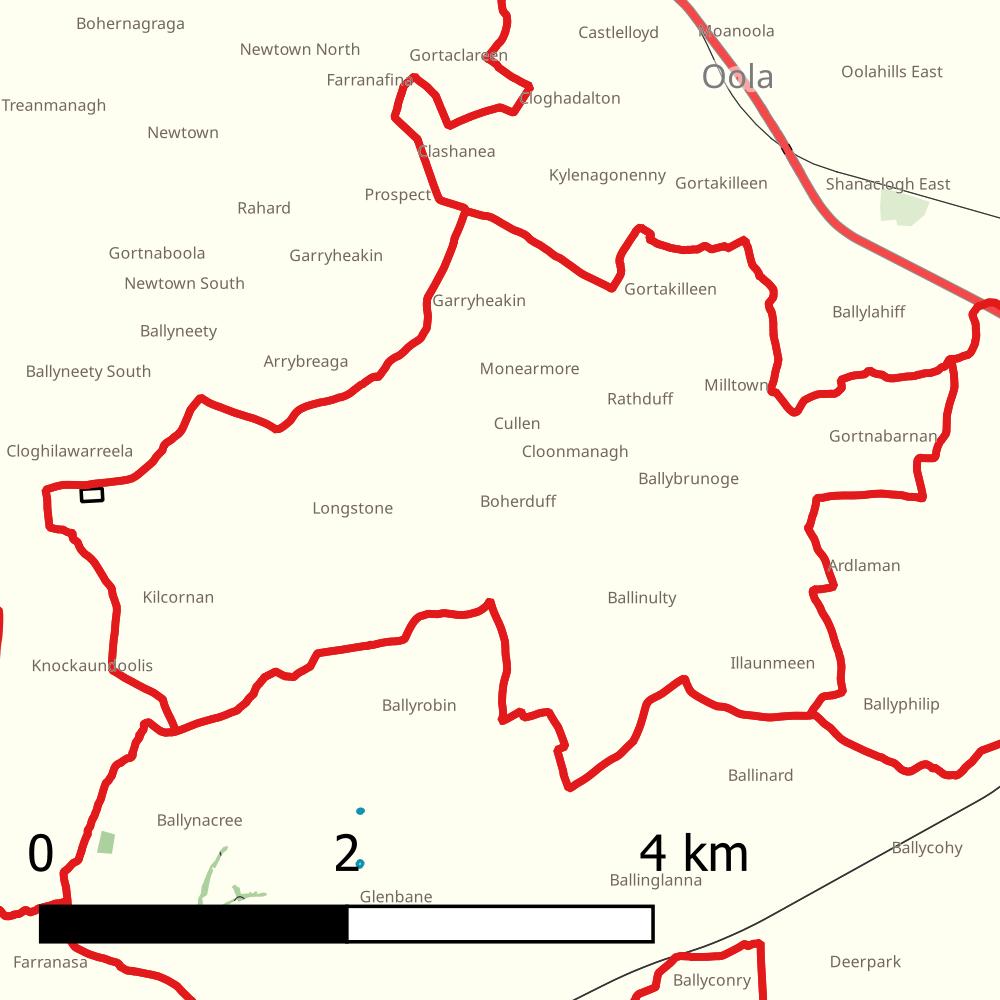 Bohernagraga
Castlelloyd
Moanoola
Newtown North
Gortaclareen
Oola
Oolahills East
Farranafina
Treanmanagh
Cloghadalton
Newtown
Clashanea
Kylenagonenny
Gortakilleen
Shanaclogh East
Prospect
Rahard
Gortnaboola
Garryheakin
Newtown South
Gortakilleen
Garryheakin
Ballylahiff
Ballyneety
Arrybreaga
Monearmore
Ballyneety South
Milltown
Rathduff
Cullen
Gortnabarnan
Cloghilawarreela
Cloonmanagh
Ballybrunoge
Boherduff
Longstone
Ardlaman
Kilcornan
Ballinulty
Illaunmeen
Knockaundoolis
Ballyrobin
Ballyphilip
Ballinard
Ballynacree
0 2 4 km
Ballycohy
Ballinglanna
Glenbane
Farranasa
Deerpark
Ballyconry